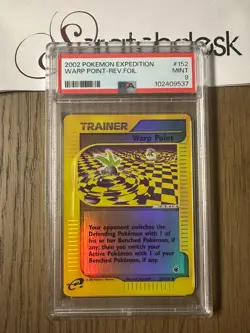 Scratchdesk
2002 POKEMON EXPEDITION #152
WARP POINT-REV.FOIL MINT
9
PSA 102409537
TRAINER
Warp Point
Your opponent switches the
Defending Pokémon with 1 of
his or her Benched Pokémon, if
any, then you switch your
Active Pokémon with 1 of your
Benched Pokémon, if any.
e